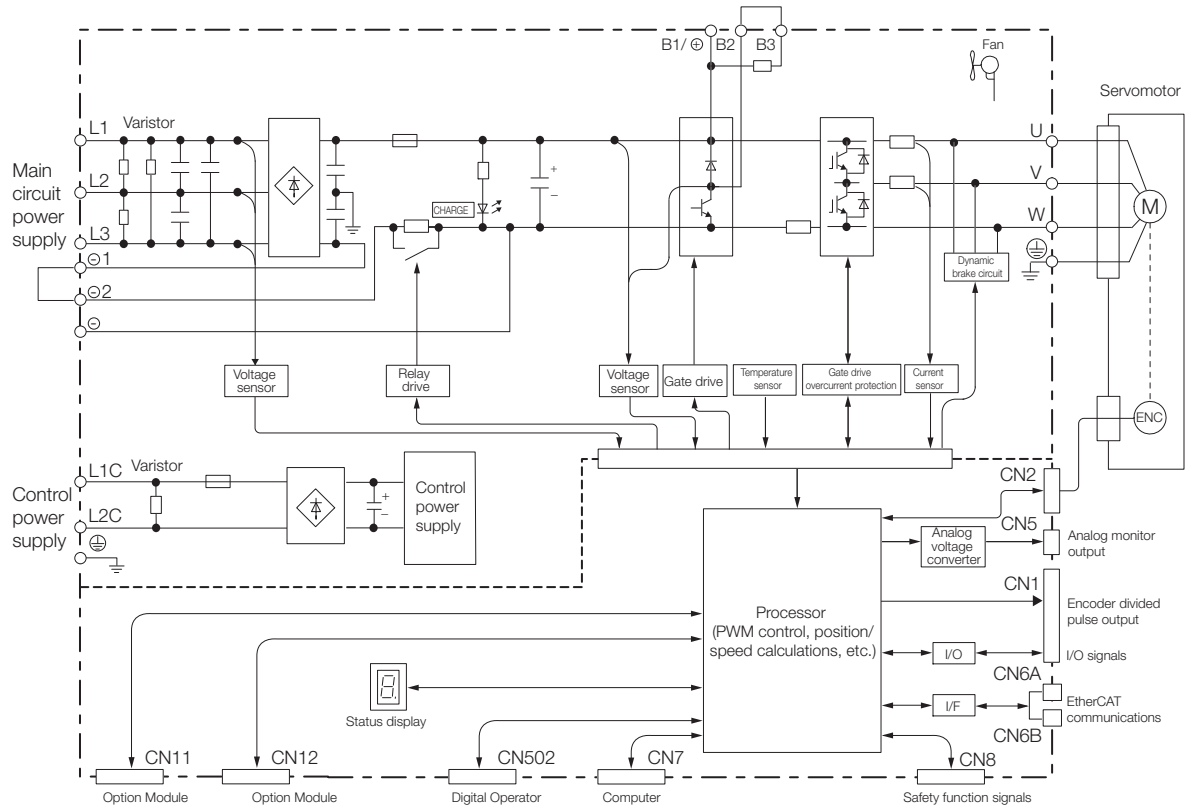 B1/ ⊕ B2 B3
Fan
Servomotor
L1 Varistor
U
Main
circuit
power
supply
L2
V
M
CHARGE
+
–
L3
W
⊖1
Dynamic
brake circuit
⊖2
⊖
Voltage
sensor
Relay
drive
Voltage
sensor
Gate drive
Temperature
sensor
Gate drive
overcurrent protection
Current
sensor
ENC
L1C Varistor
Control
power
supply
L2C
+
–
Control
power
supply
CN2
CN5
Analog
voltage
converter
Analog monitor
output
CN1
Processor
(PWM control, position/
speed calculations, etc.)
Encoder divided
pulse output
I/O
I/O signals
CN6A
I/F
EtherCAT
communications
CN6B
8.
Status display
CN11
CN12
CN502
CN7
CN8
Option Module
Option Module
Digital Operator
Computer
Safety function signals